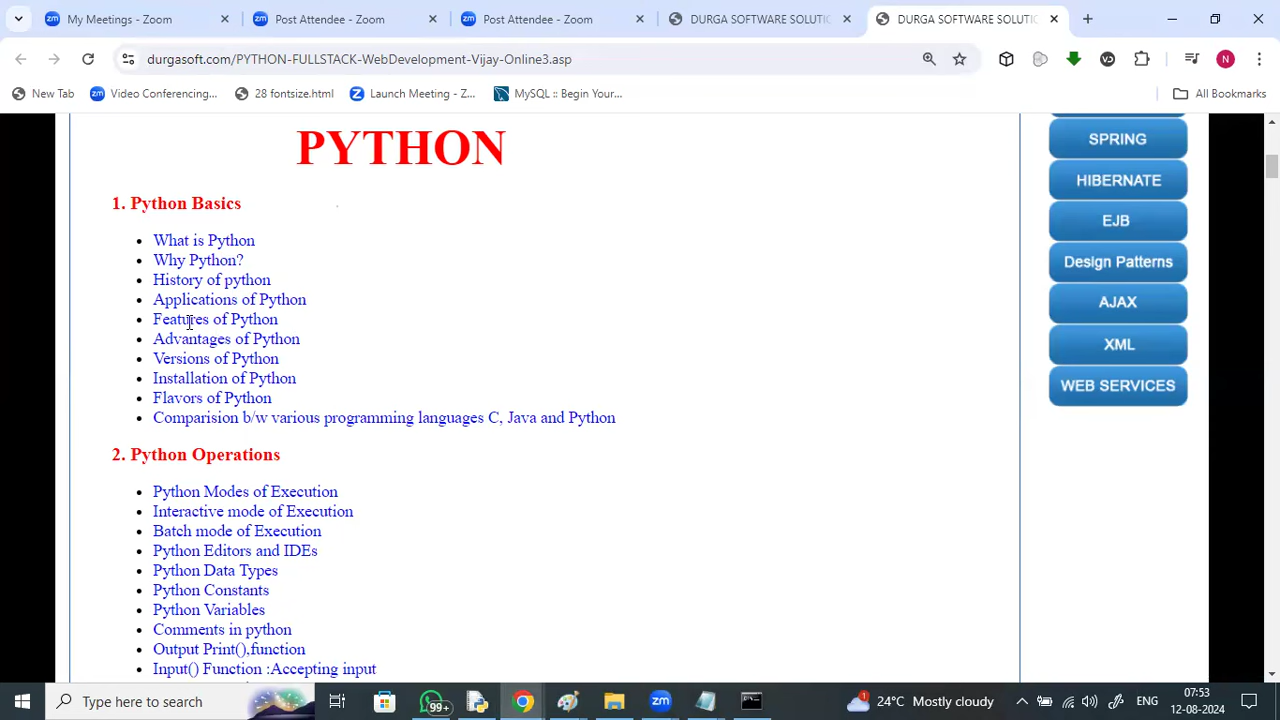 My Meetings - Zoom
Post Attendee - Zoom
Post Attendee - Zoom
DURGA SOFTWARE SOLUTI
DURGA SOFTWARE SOLUTI
durgasoft.com/PYTHON-FULLSTACK-WebDevelopment-Vijay-Online3.asp
N
New Tab
Video Conferencing...
28 fontsize.html
Launch Meeting - Z...
MySQL :: Begin Your...
All Bookmarks
PYTHON
1. Python Basics
What is Python
Why Python?
History of python
Applications of Python
Features of Python
Advantages of Python
Versions of Python
Installation of Python
Flavors of Python
Comparision b/w various programming languages C, Java and Python
2. Python Operations
Python Modes of Execution
Interactive mode of Execution
Batch mode of Execution
Python Editors and IDEs
Python Data Types
Python Constants
Python Variables
Comments in python
Output Print(),function
Input() Function :Accepting input
SPRING
HIBERNATE
EJB
Design Patterns
AJAX
XML
WEB SERVICES
Type here to search
99+
1
24°C Mostly cloudy
ENG
07:53
12-08-2024